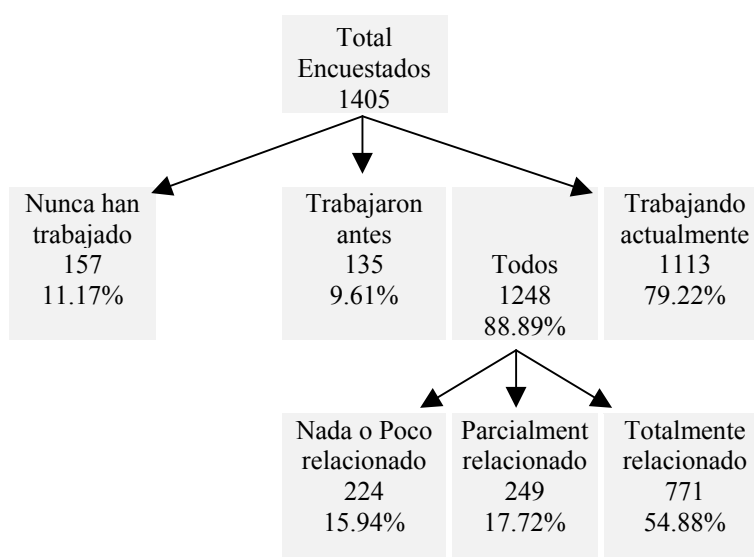 Total
Encuestados
1405
Nunca han
trabajado
157
11.17%
Trabajaron
antes
135
9.61%
Todos
1248
88.89%
Trabajando
actualmente
1113
79.22%
Nada o Poco
relacionado
224
15.94%
Parcialment
relacionado
249
17.72%
Totalmente
relacionado
771
54.88%